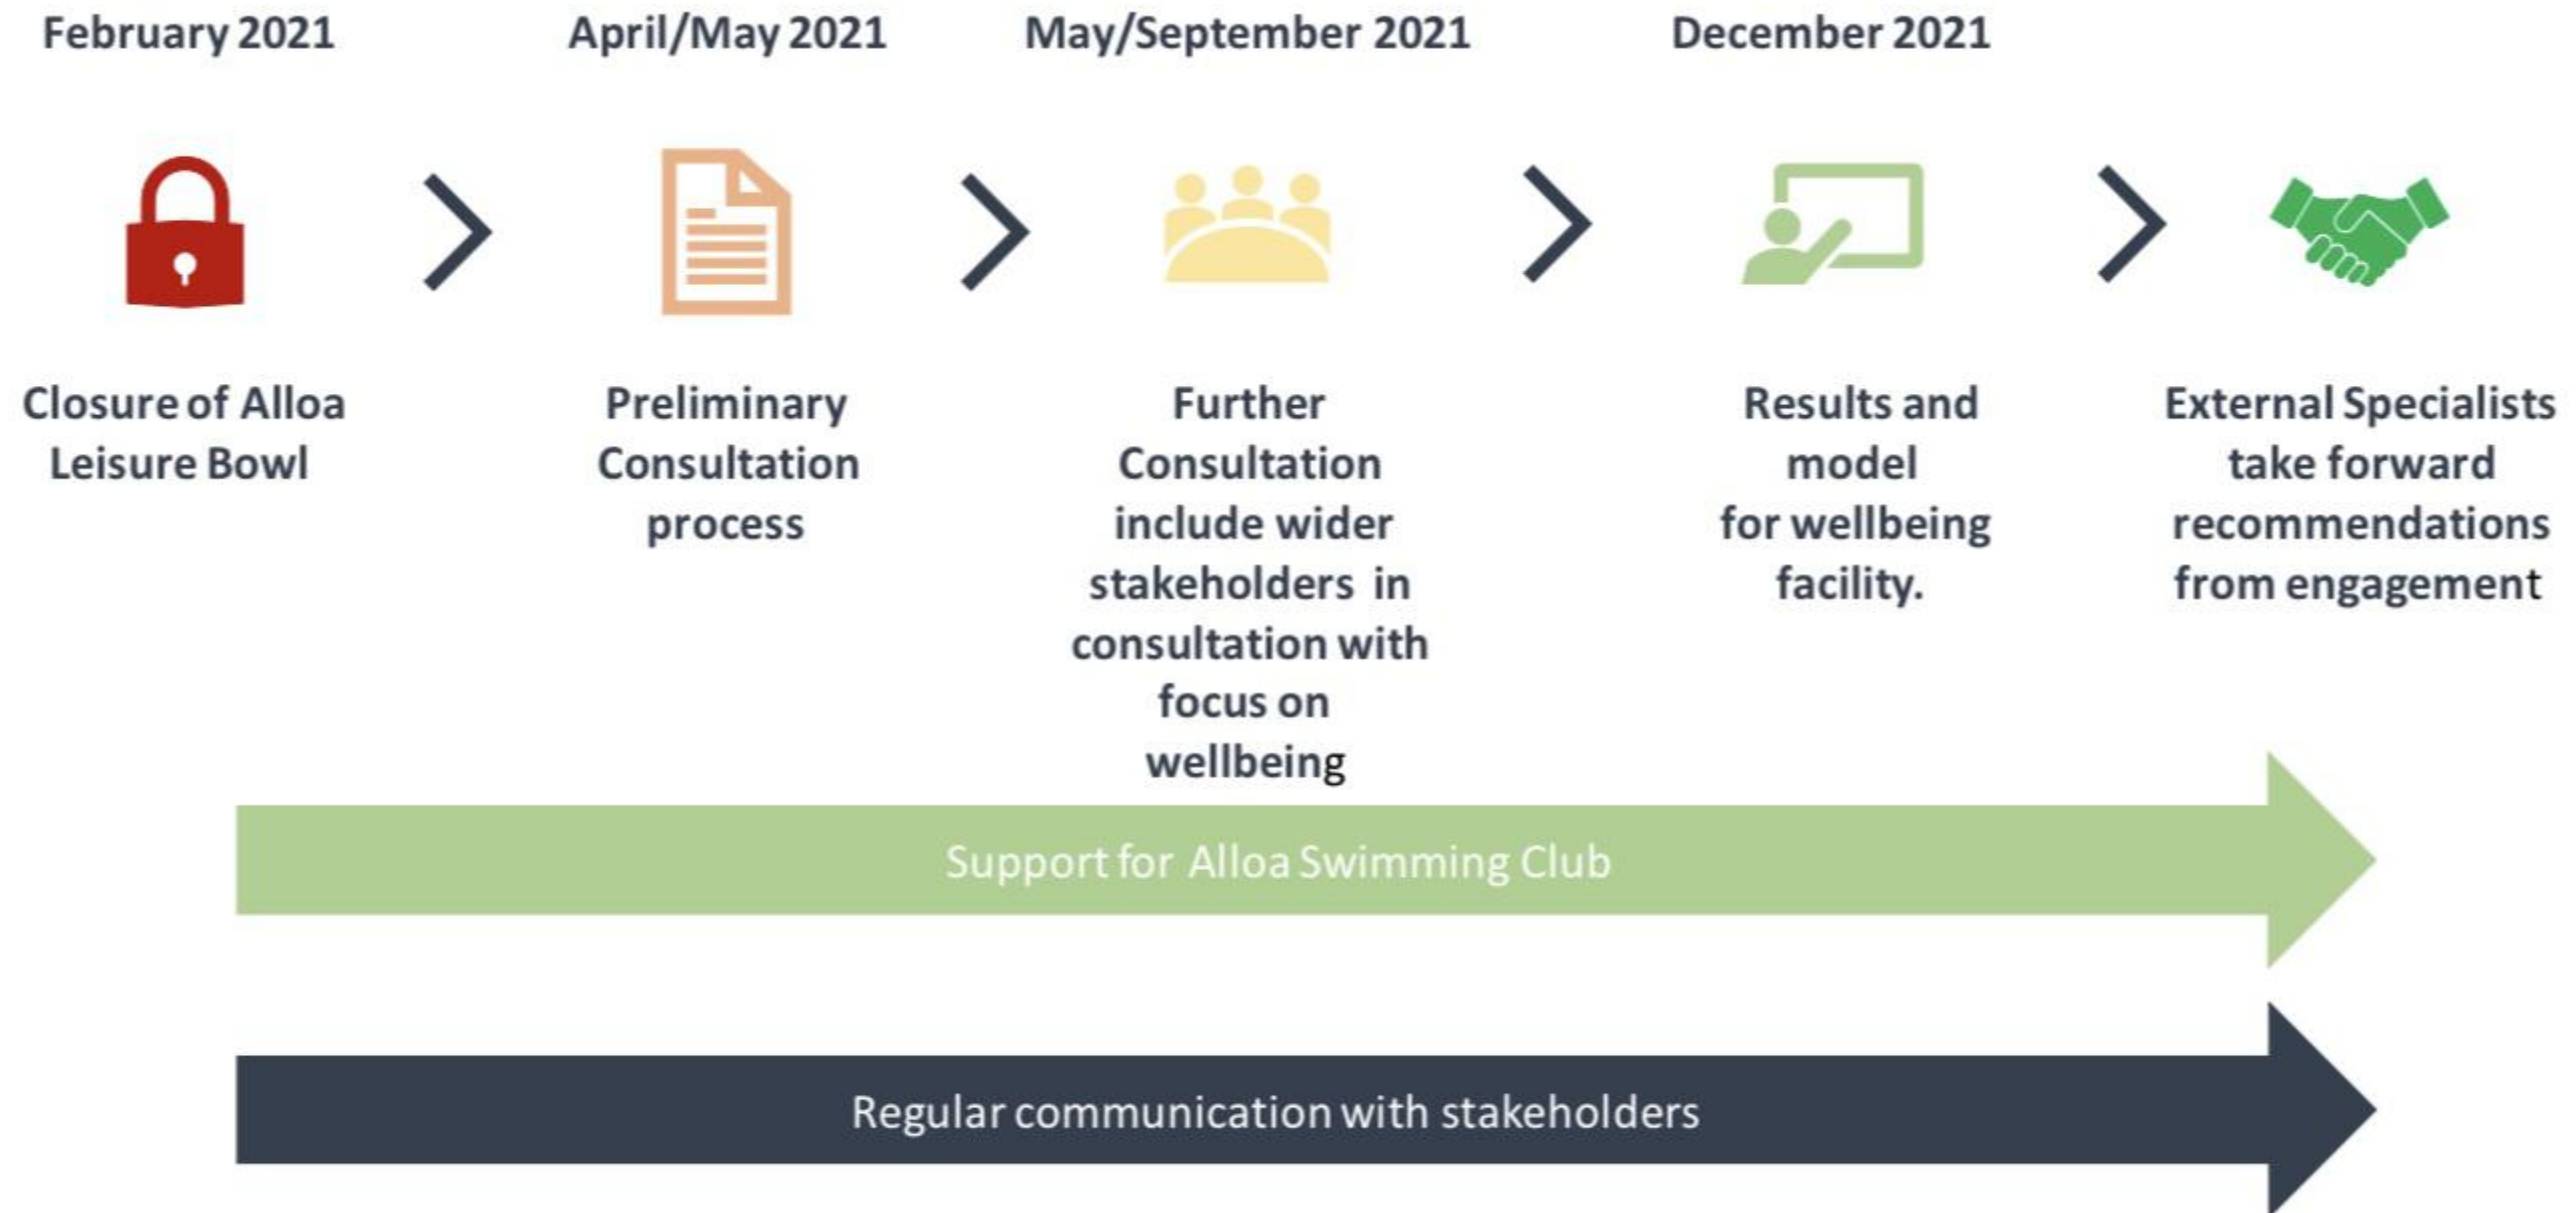 February 2021
April/May 2021
May/September 2021
December 2021
Closure of Alloa
Leisure Bowl
Preliminary
Consultation
process
Further
Consultation
include wider
stakeholders in
consultation with
focus on
wellbeing
Results and
model
for wellbeing
facility.
External Specialists
take forward
recommendations
from engagement
Support for Alloa Swimming Club
Regular communication with stakeholders